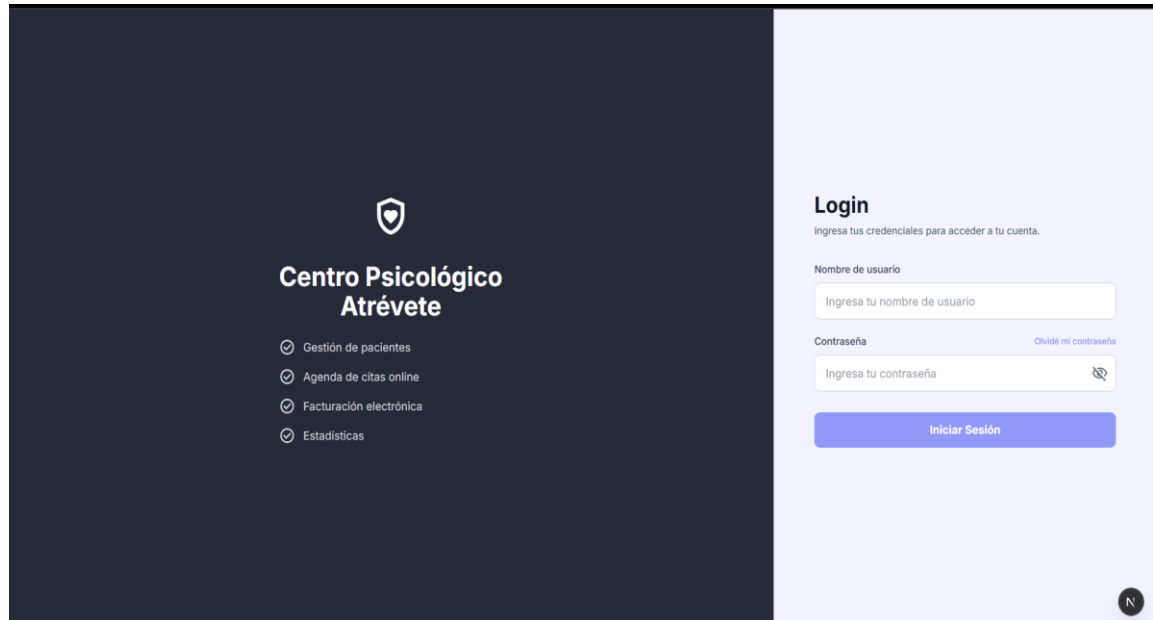 Centro Psicológico
Atrévete
Gestión de pacientes
Agenda de citas online
Facturación electrónica
Estadísticas
Login
Ingresa tus credenciales para acceder a tu cuenta.
Nombre de usuario
Ingresa tu nombre de usuario
Contraseña
Olvidé mi contraseña
Ingresa tu contraseña
Iniciar Sesión
N